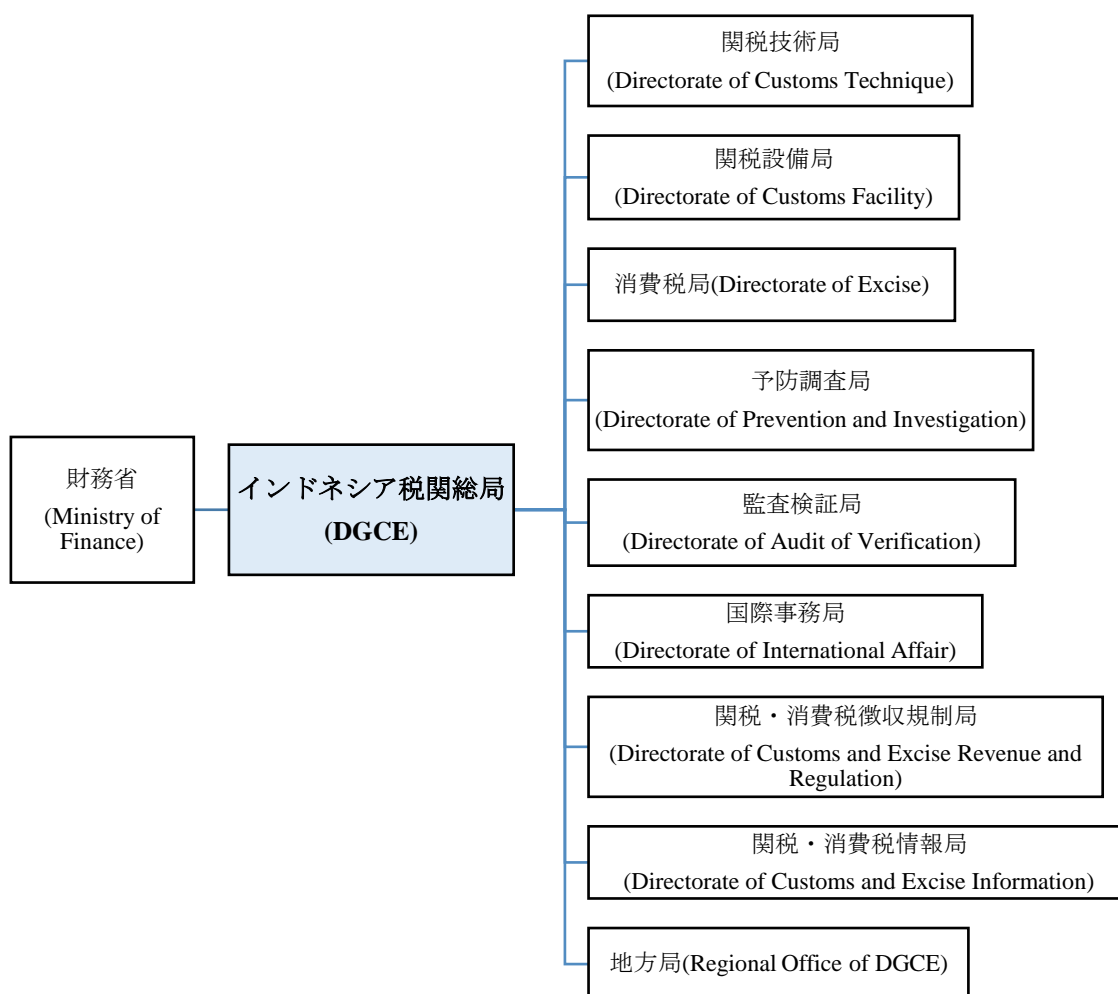 関税技術局
(Directorate of Customs Technique)
関税設備局
(Directorate of Customs Facility)
消費税局(Directorate of Excise)
予防調査局
(Directorate of Prevention and Investigation)
財務省
(Ministry of
Finance)
インドネシア税関総局
(DGCE)
監査検証局
(Directorate of Audit of Verification)
国際事務局
(Directorate of International Affair)
関税・消費税徴収規制局
(Directorate of Customs and Excise Revenue and
Regulation)
関税・消費税情報局
(Directorate of Customs and Excise Information)
地方局(Regional Office of DGCE)